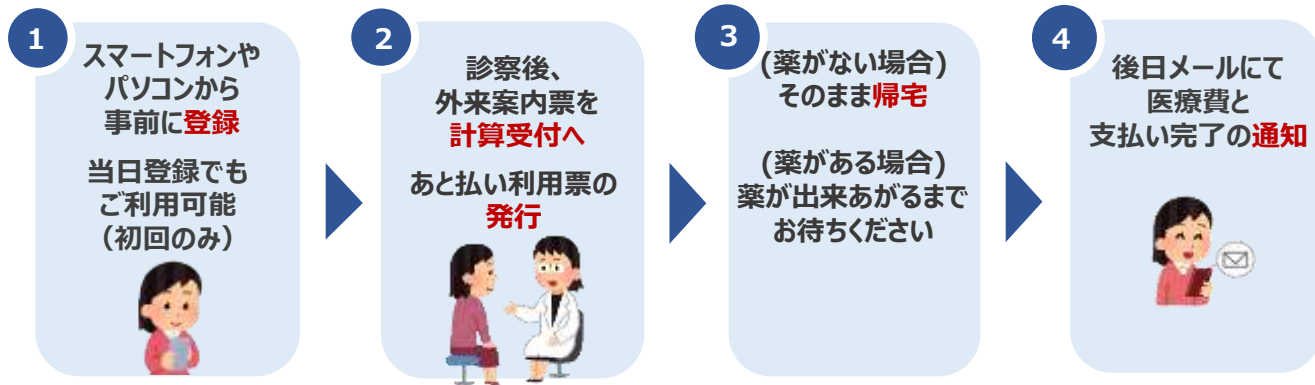 1
スマートフォンや
パソコンから
事前に登録
当日登録でも
ご利用可能
（初回のみ）
2
診察後、
外来案内票を
計算受付へ
あと払い利用票の
発行
3
(薬がない場合)
そのまま帰宅
(薬がある場合)
薬が出来あがるまで
お待ちください
4
後日メールにて
医療費と
支払い完了の通知